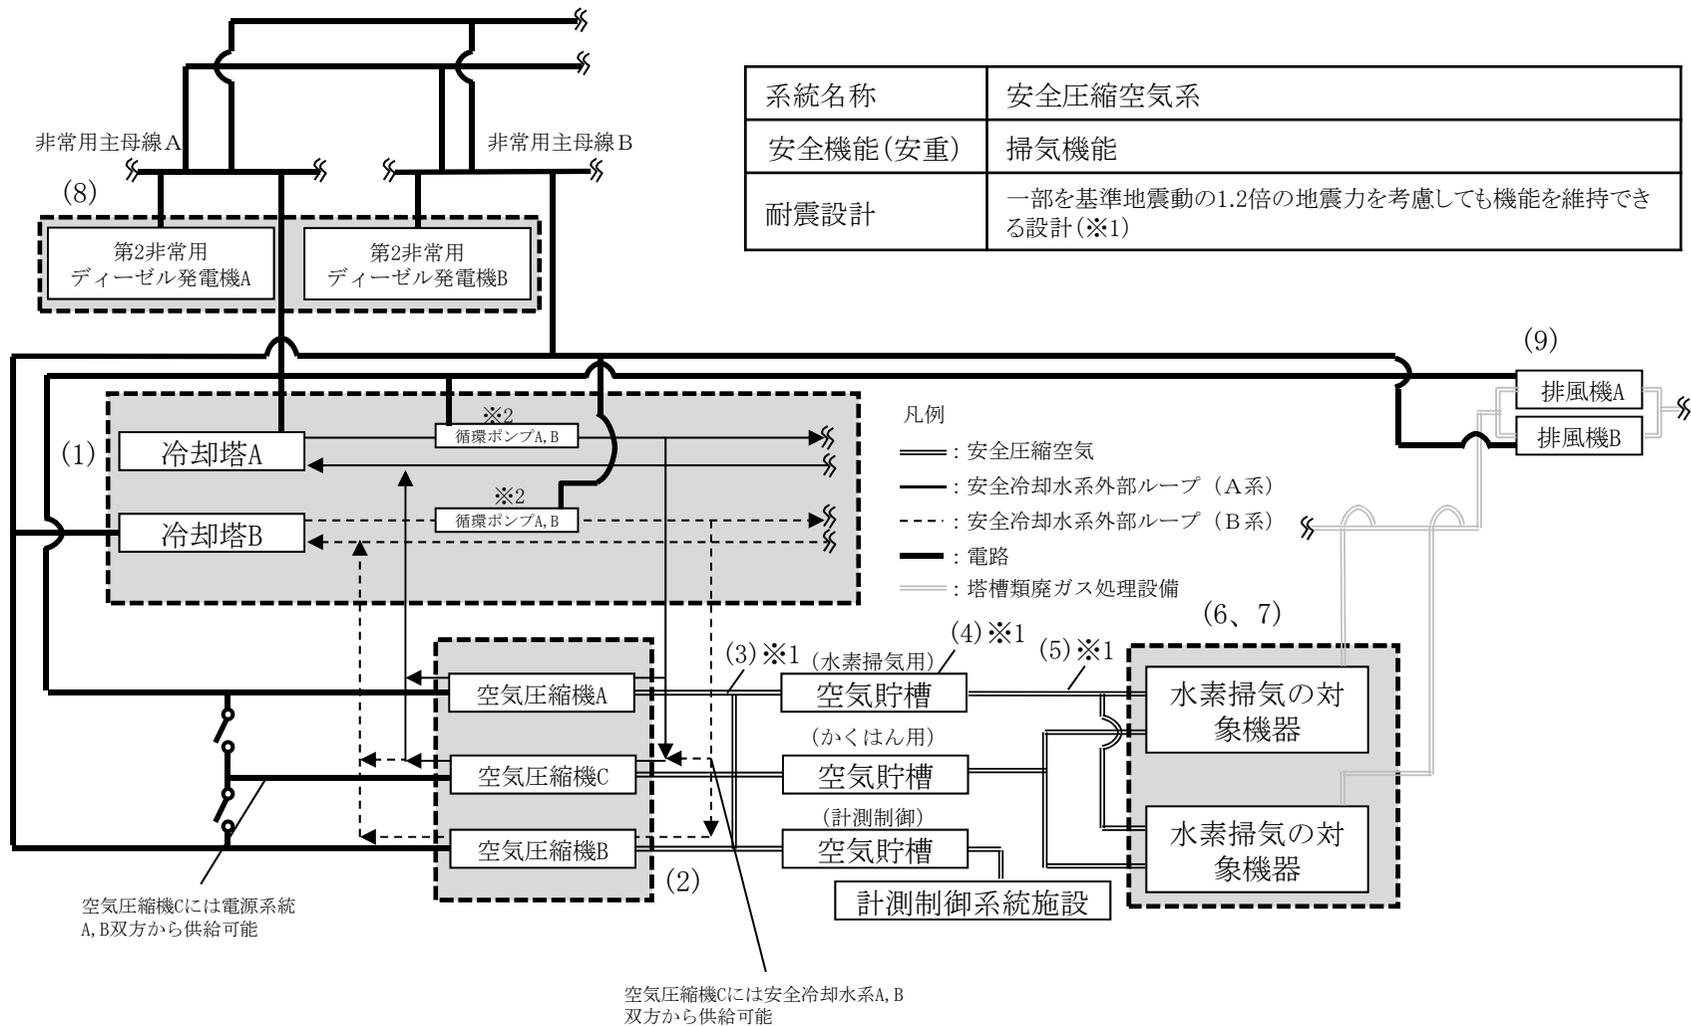 系統名称
安全圧縮空気系
安全機能(安重)
掃気機能
耐震設計
一部を基準地震動の1.2倍の地震力を考慮しても機能を維持でき
る設計(※1)
非常用主母線A
非常用主母線B
(8)
第2非常用
ディーゼル発電機A
第2非常用
ディーゼル発電機B
(9)
排風機A
排風機B
(1)
冷却塔A
※2
循環ポンプA,B
冷却塔B
※2
循環ポンプA,B
凡例
：安全圧縮空気
：安全冷却水系外部ループ（A系）
：安全冷却水系外部ループ（B系）
：電路
：塔槽類廃ガス処理設備
(6、7)
(3)※1
(4)※1
(5)※1
空気圧縮機A
(水素掃気用)
空気貯槽
水素掃気の対
象機器
空気圧縮機C
(かくはん用)
空気貯槽
空気圧縮機B
(計測制御)
空気貯槽
水素掃気の対
象機器
(2)
計測制御系統施設
空気圧縮機Cには電源系統
A,B双方から供給可能
空気圧縮機Cには安全冷却水系A,B
双方から供給可能